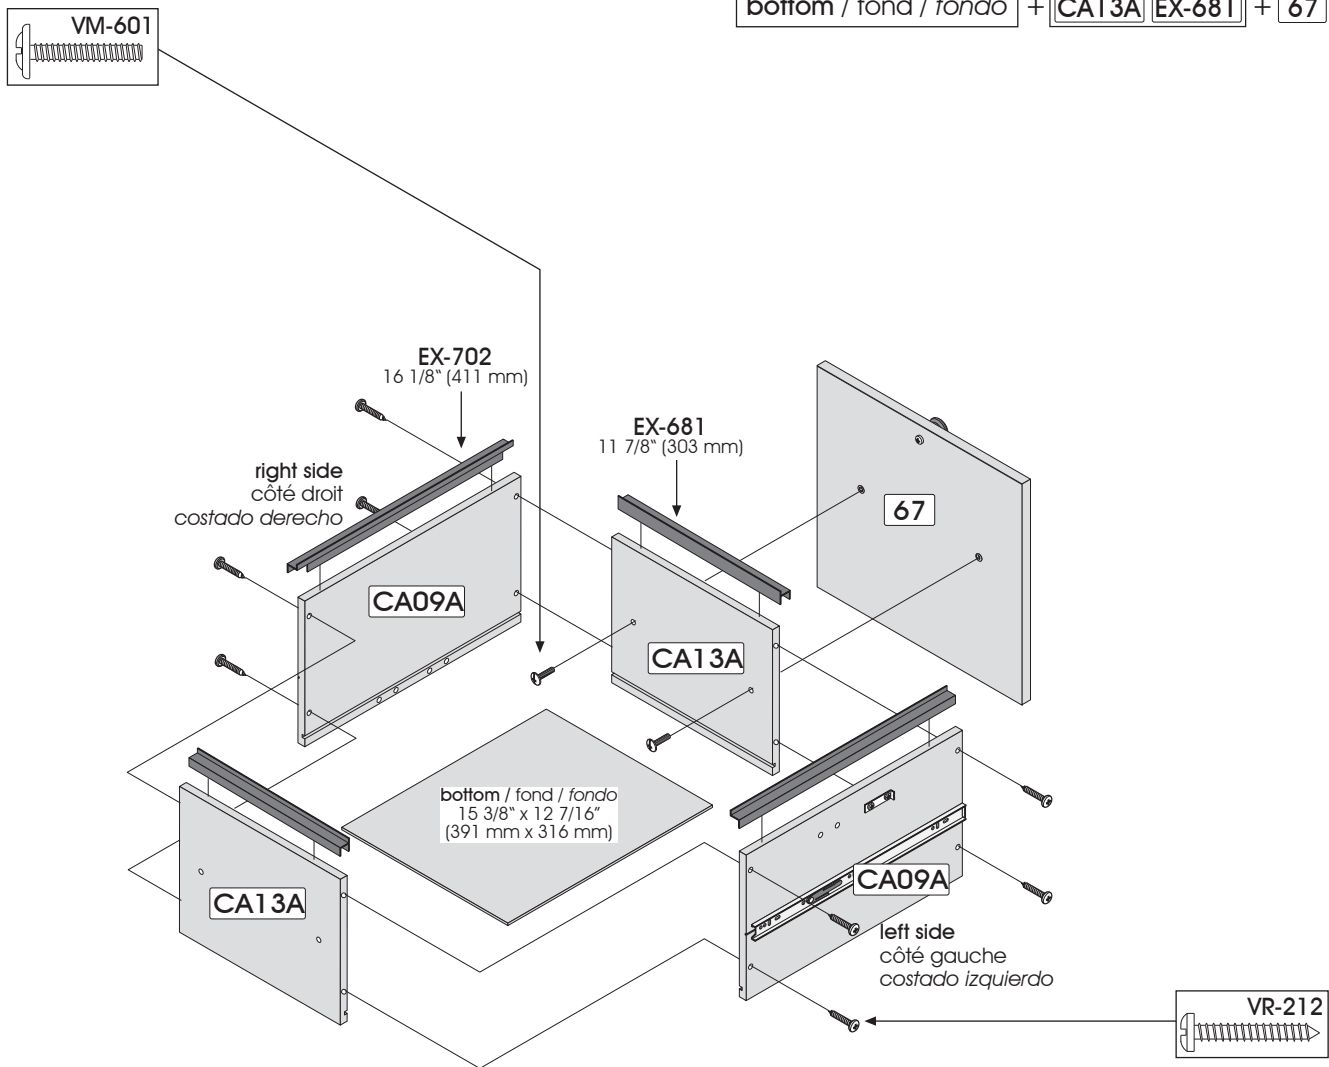 VM-601
bottom / fond / fondo + CA13A EX-681 + 67
EX-702
16 1/8“ (411 mm)
EX-681
11 7/8“ (303 mm)
right side
côté droit
costado derecho
67
CA09A
CA13A
bottom / fond / fondo
15 3/8“ x 12 7/16”
(391 mm x 316 mm)
CA13A
CA09A
left side
côté gauche
costado izquierdo
VR-212